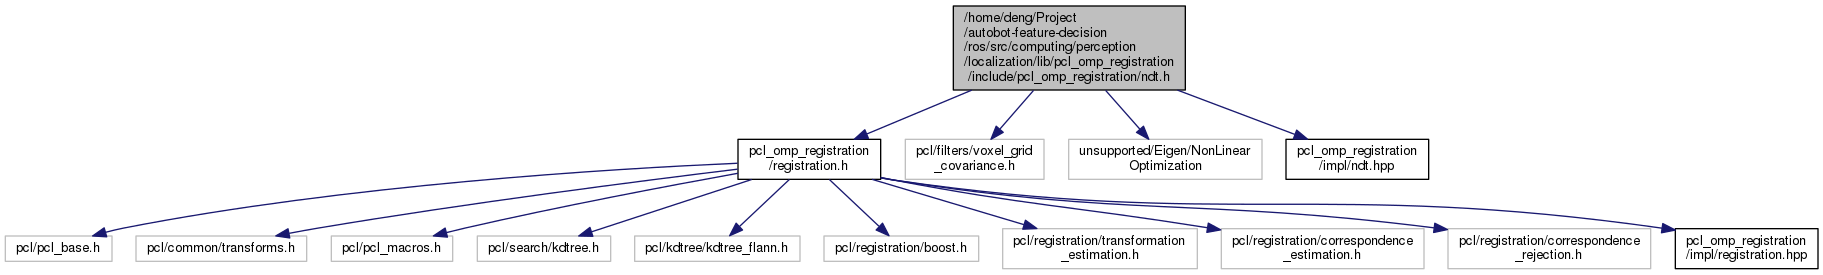 /home/deng/Project
/autobot-feature-decision
/ros/src/computing/perception
/localization/lib/pcl_omp_registration
/include/pcl_omp_registration/ndt.h
pcl_omp_registration
/registration.h
pcl/filters/voxel_grid
_covariance.h
unsupported/Eigen/NonLinear
Optimization
pcl_omp_registration
/impl/ndt.hpp
pcl/pcl_base.h
pcl/common/transforms.h
pcl/pcl_macros.h
pcl/search/kdtree.h
pcl/kdtree/kdtree_flann.h
pcl/registration/boost.h
pcl/registration/transformation
_estimation.h
pcl/registration/correspondence
_estimation.h
pcl/registration/correspondence
_rejection.h
pcl_omp_registration
/impl/registration.hpp